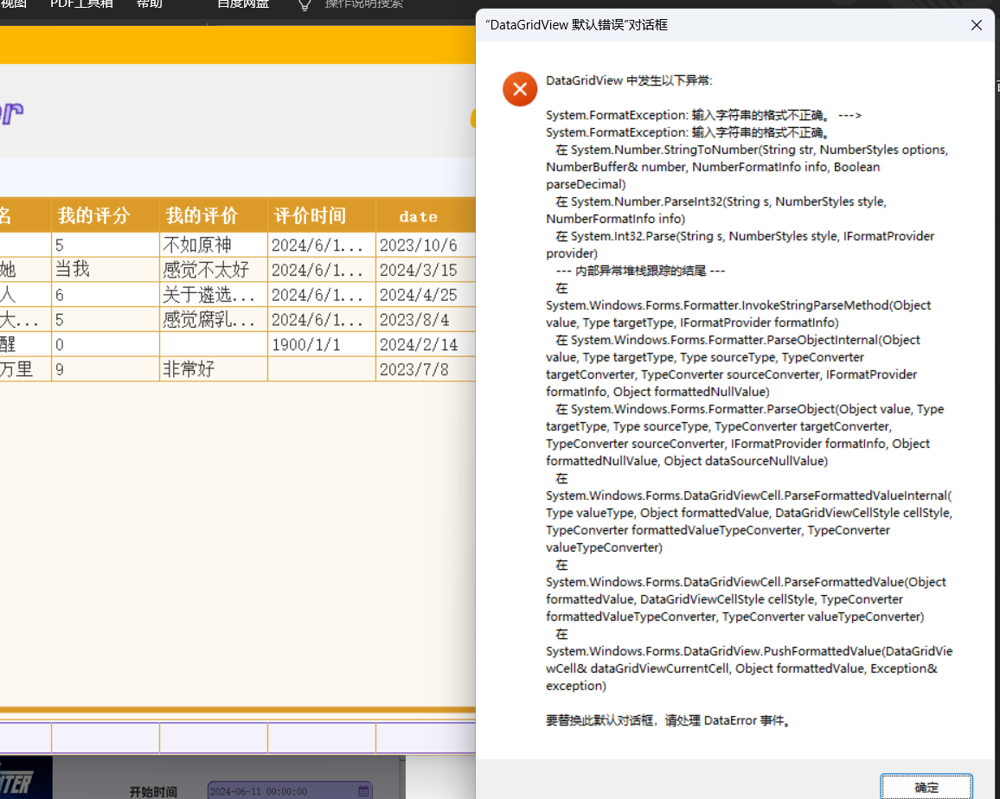 视图 PDF工具箱 帮助 百度网盘 操作说明搜索
er
名 我的评分 我的评价 评价时间 date
5 不如原神 2024/6/1... 2023/10/6
她 当我 感觉不太好 2024/6/1... 2024/3/15
人 6 关于遴选... 2024/6/1... 2024/4/25
大... 5 感觉腐乳... 2024/6/1... 2023/8/4
醒 0 1900/1/1 2024/2/14
万里 9 非常好 2023/7/8
开始时间 2024-06-11 00:00:00
“DataGridView 默认错误”对话框
DataGridView 中发生以下异常:
System.FormatException: 输入字符串的格式不正确。 --->
System.FormatException: 输入字符串的格式不正确。
在 System.Number.StringToNumber(String str, NumberStyles options,
NumberBuffer& number, NumberFormatInfo info, Boolean
parseDecimal)
在 System.Number.ParseInt32(String s, NumberStyles style,
NumberFormatInfo info)
在 System.Int32.Parse(String s, NumberStyles style, IFormatProvider
provider)
--- 内部异常堆栈跟踪的结尾 ---
在
System.Windows.Forms.Formatter.InvokeStringParseMethod(Object
value, Type targetType, IFormatProvider formatInfo)
在 System.Windows.Forms.Formatter.ParseObjectInternal(Object
value, Type targetType, Type sourceType, TypeConverter
targetConverter, TypeConverter sourceConverter, IFormatProvider
formatInfo, Object formattedNullValue)
在 System.Windows.Forms.Formatter.ParseObject(Object value, Type
targetType, Type sourceType, TypeConverter targetConverter,
TypeConverter sourceConverter, IFormatProvider formatInfo, Object
formattedNullValue, Object dataSourceNullValue)
在
System.Windows.Forms.DataGridViewCell.ParseFormattedValueInternal(
Type valueType, Object formattedValue, DataGridViewCellStyle cellStyle,
TypeConverter formattedValueTypeConverter, TypeConverter
valueTypeConverter)
在
System.Windows.Forms.DataGridViewCell.ParseFormattedValue(Object
formattedValue, DataGridViewCellStyle cellStyle, TypeConverter
formattedValueTypeConverter, TypeConverter valueTypeConverter)
在
System.Windows.Forms.DataGridView.PushFormattedValue(DataGridVie
wCell& dataGridViewCurrentCell, Object formattedValue, Exception&
exception)
要替换此默认对话框，请处理 DataError 事件。
确定